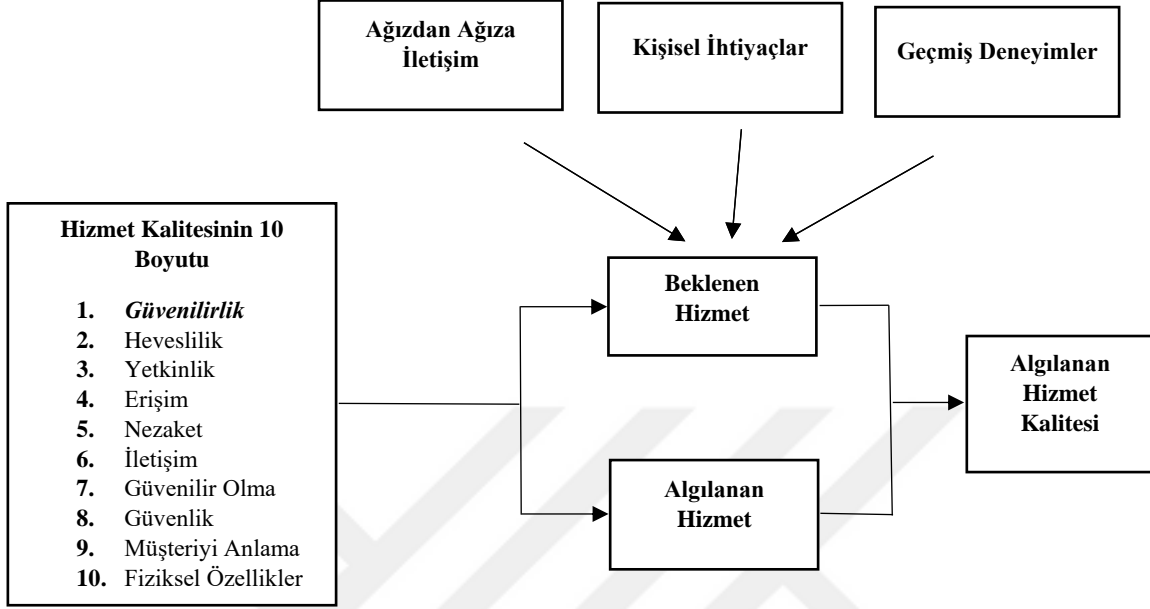 Ağızdan Ağıza
İletişim
Kişisel İhtiyaçlar
Geçmiş Deneyimler
Hizmet Kalitesinin 10
Boyutu
1. Güvenilirlik
2. Heveslilik
3. Yetkinlik
4. Erişim
5. Nezaket
6. İletişim
7. Güvenilir Olma
8. Güvenlik
9. Müşteriyi Anlama
10. Fiziksel Özellikler
Beklenen
Hizmet
Algılanan
Hizmet
Algılanan
Hizmet
Kalitesi